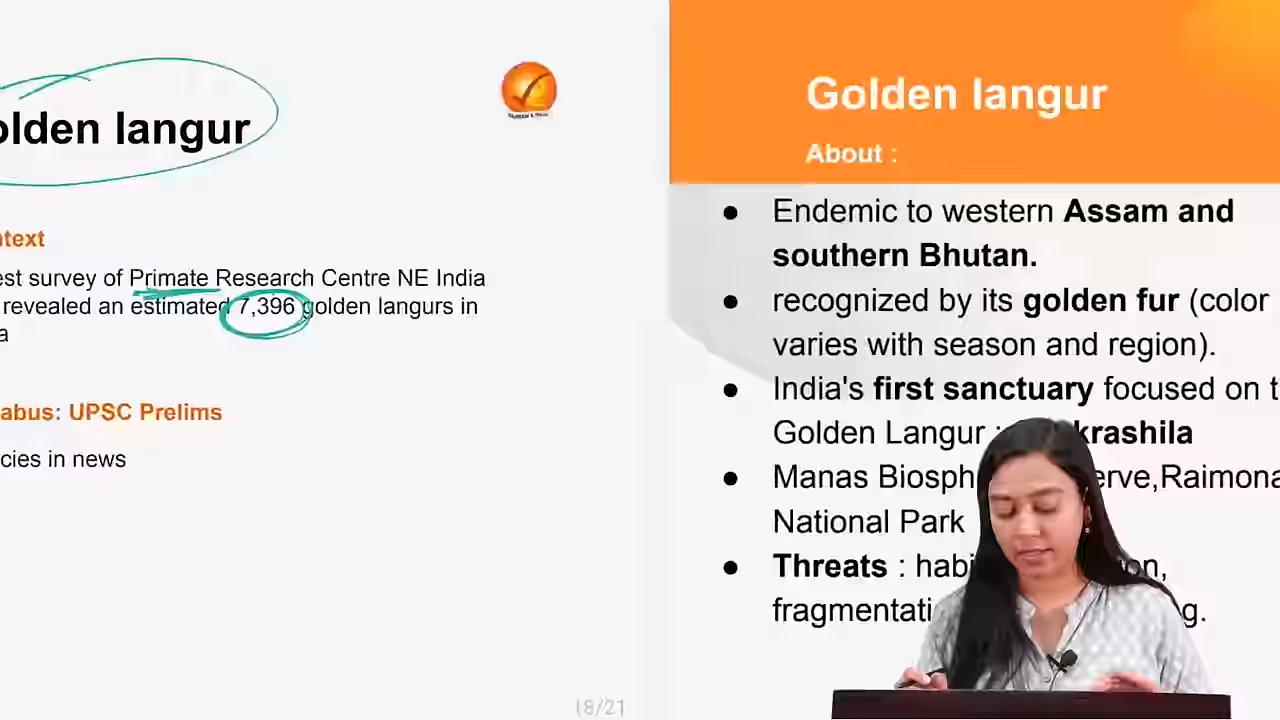 olden langur
ntext
est survey of Primate Research Centre NE India
revealed an estimated 7,396 golden langurs in
a
abus: UPSC Prelims
cies in news
18/21
Golden langur
About :
● Endemic to western Assam and
southern Bhutan.
● recognized by its golden fur (color
varies with season and region).
● India's first sanctuary focused on t
Golden Langur : krashila
● Manas Biosph erve,Raimona
National Park
● Threats : habi on,
fragmentati g.